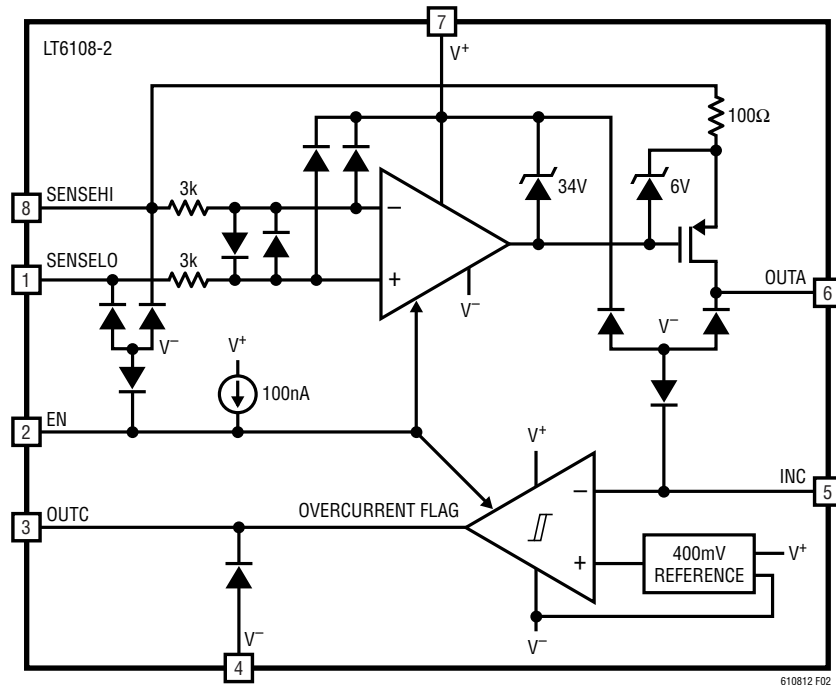 7
LT6108-2
V+
100Ω
3k
34V
6V
8
SENSEHI
–
3k
1
SENSELO
+
V–
OUTA
6
V–
V–
V+
100nA
2
EN
V+
INC
5
–
3
OUTC
OVERCURRENT FLAG
+
400mV
REFERENCE
V+
V–
V–
4
610812 F02